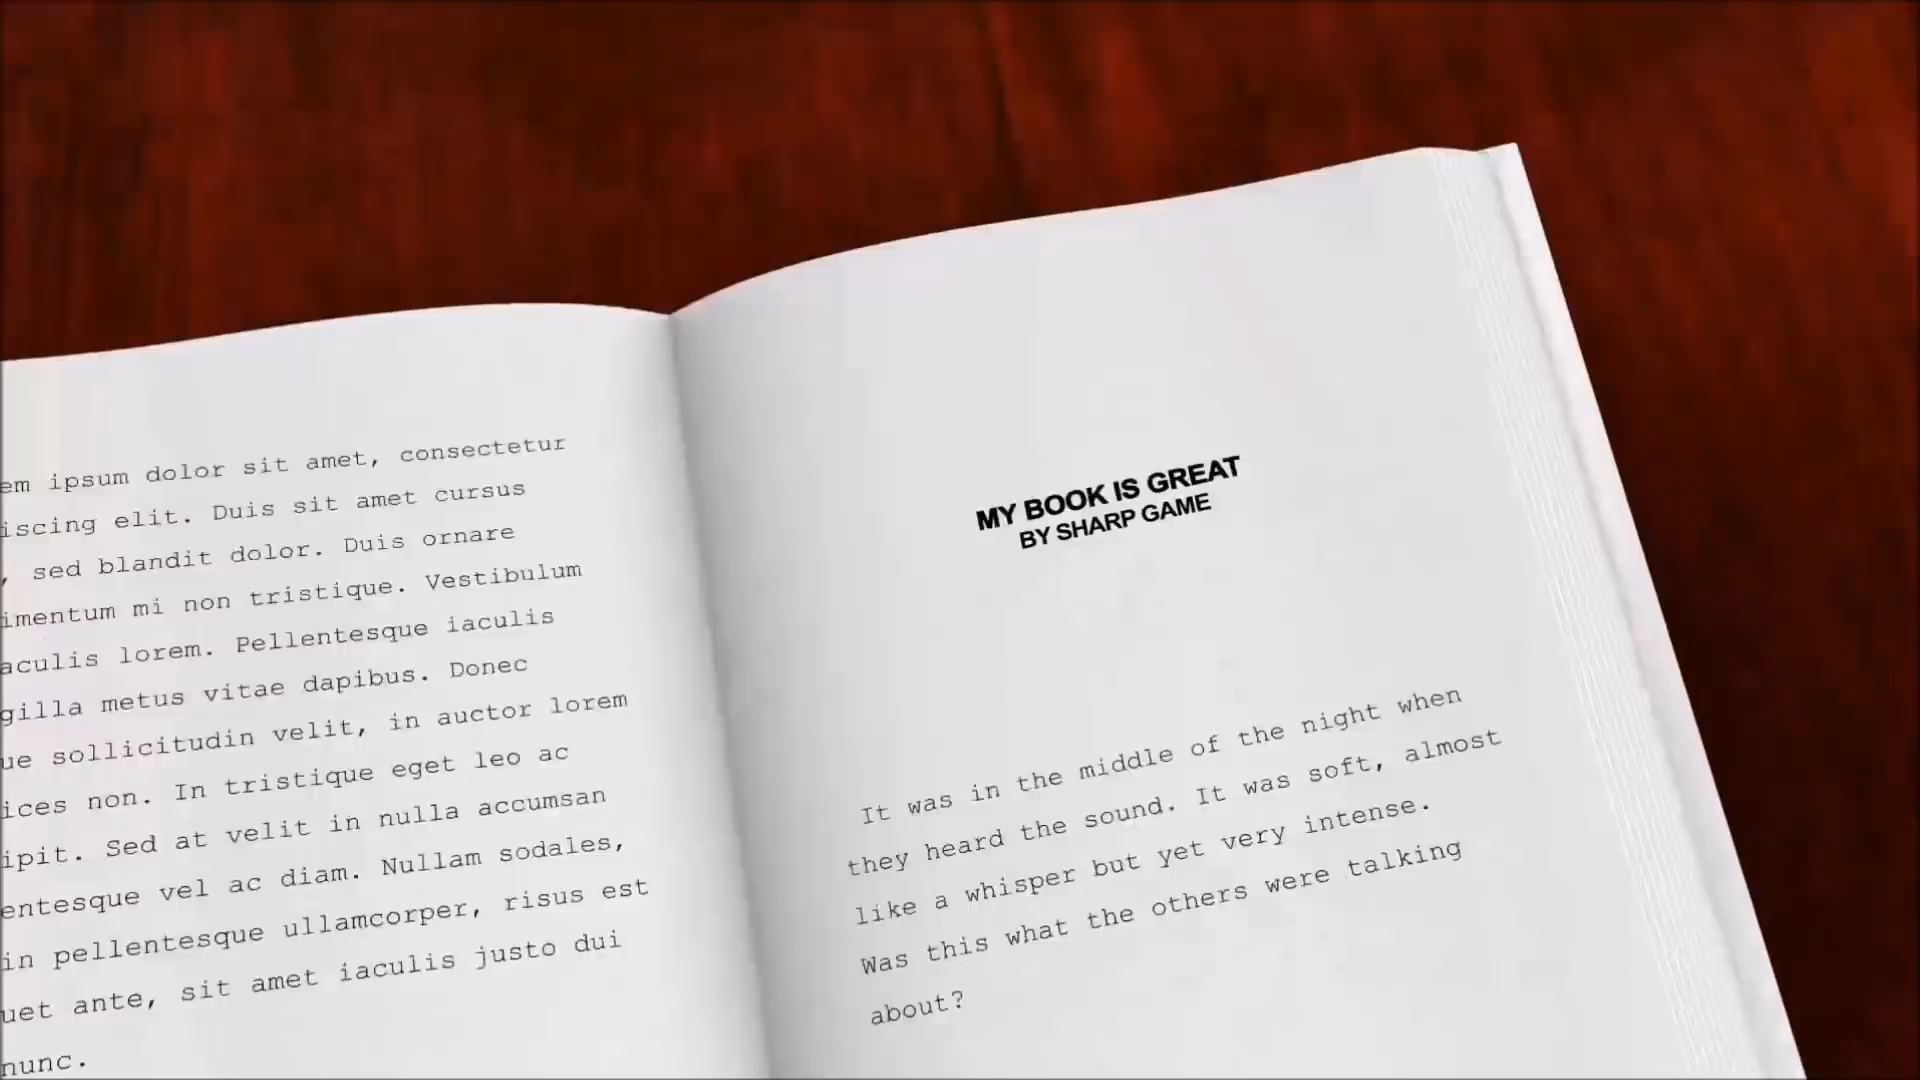 em ipsum dolor sit amet, consectetur
iscing elit. Duis sit amet cursus
, sed blandit dolor. Duis ornare
imentum mi non tristique. Vestibulum
aculis lorem. Pellentesque iaculis
gilla metus vitae dapibus. Donec
ue sollicitudin velit, in auctor lorem
ices non. In tristique eget leo ac
ipit. Sed at velit in nulla accumsan
entesque vel ac diam. Nullam sodales,
in pellentesque ullamcorper, risus est
uet ante, sit amet iaculis justo dui
nunc.
MY BOOK IS GREAT
BY SHARP GAME
It was in the middle of the night when
they heard the sound. It was soft, almost
like a whisper but yet very intense.
Was this what the others were talking
about?